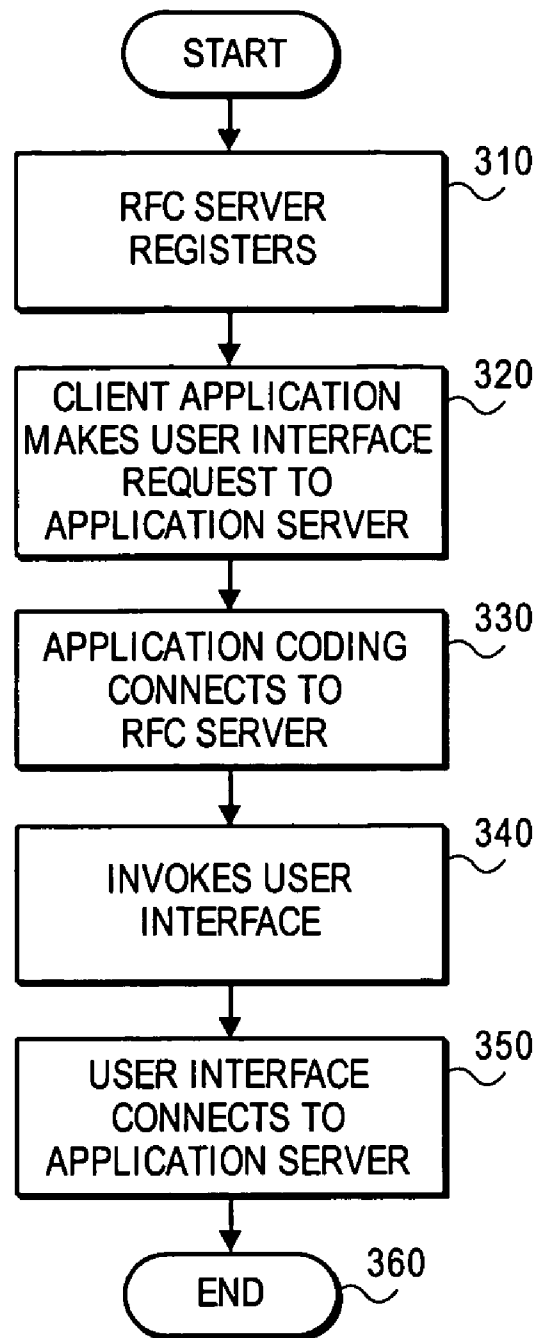 START
310
RFC SERVER
REGISTERS
320
CLIENT APPLICATION
MAKES USER INTERFACE
REQUEST TO
APPLICATION SERVER
330
APPLICATION CODING
CONNECTS TO
RFC SERVER
340
INVOKES USER
INTERFACE
350
USER INTERFACE
CONNECTS TO
APPLICATION SERVER
END
360